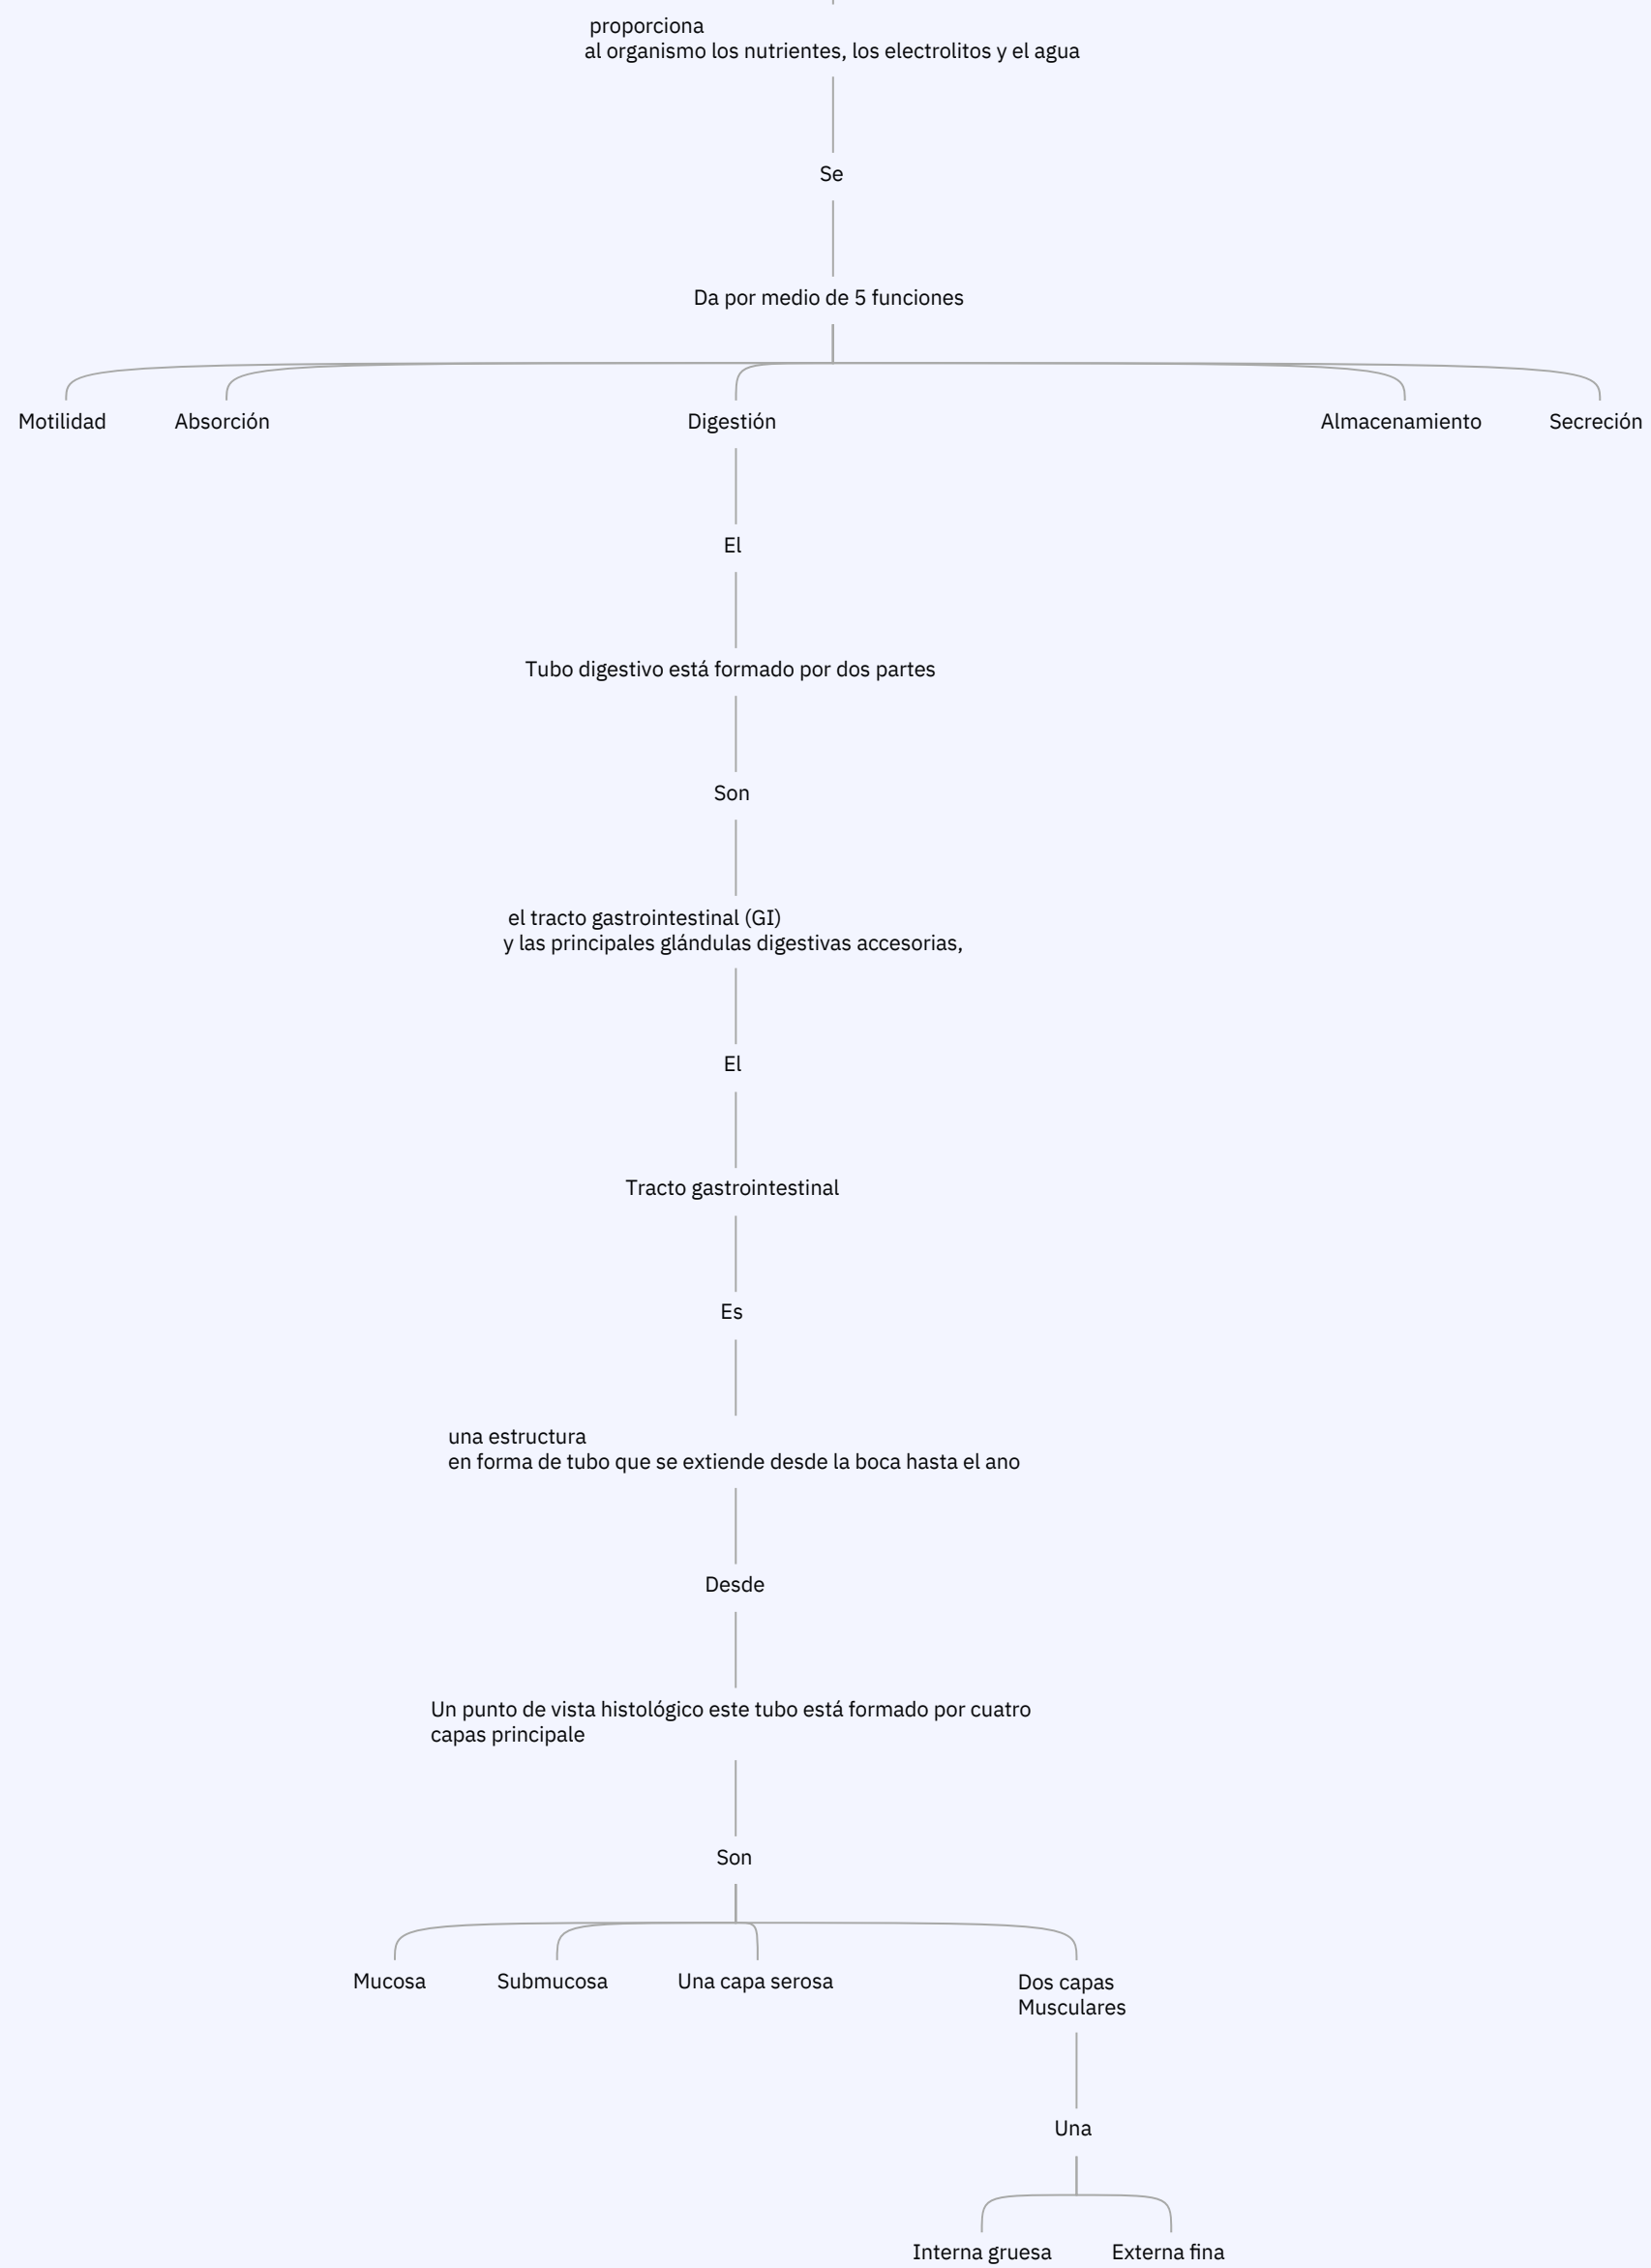 proporciona
al organismo los nutrientes, los electrolitos y el agua
Se
Da por medio de 5 funciones
Motilidad
Absorción
Digestión
Almacenamiento
Secreción
El
Tubo digestivo está formado por dos partes
Son
el tracto gastrointestinal (GI)
y las principales glándulas digestivas accesorias,
El
Tracto gastrointestinal
Es
una estructura
en forma de tubo que se extiende desde la boca hasta el ano
Desde
Un punto de vista histológico este tubo está formado por cuatro
capas principale
Son
Mucosa
Submucosa
Una capa serosa
Dos capas
Musculares
Una
Interna gruesa
Externa fina